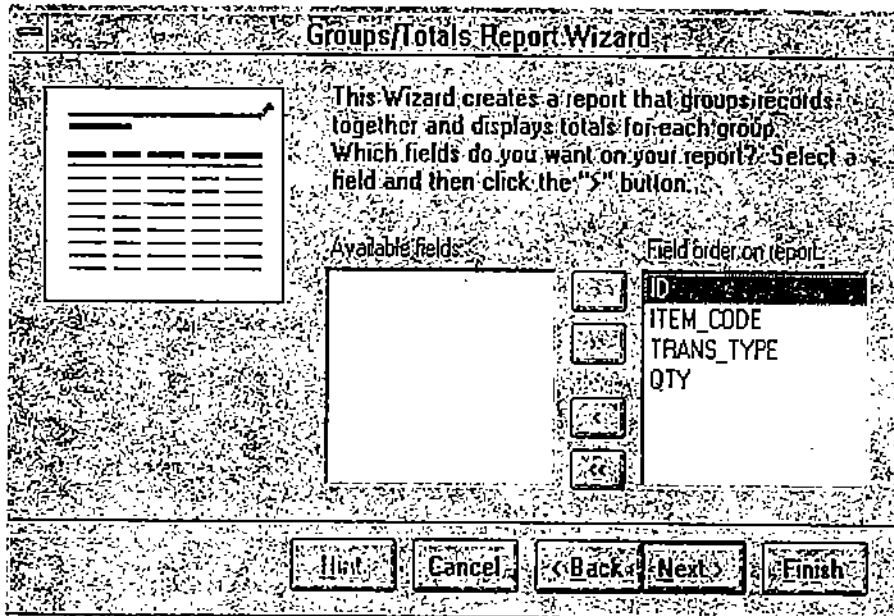 Groups/Totals Report Wizard
This Wizard creates a report that groups records
together and displays totals for each group.
Which fields do you want on your report? Select a
field and then click the ">" button.
Available fields:
Field order on report:
ID
ITEM_CODE
TRANS_TYPE
QTY
<
<<
Hint
Cancel
< Back
Next >
Finish